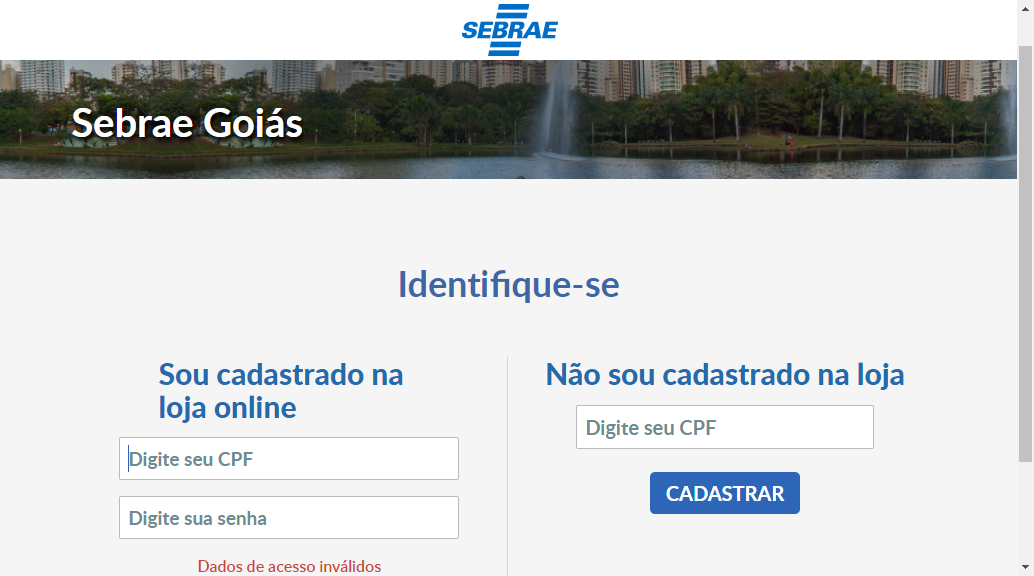 SEBRAE
Sebrae Goiás
Identifique-se
Sou cadastrado na
loja online
Digite seu CPF
Digite sua senha
Dados de acesso inválidos
Não sou cadastrado na loja
Digite seu CPF
CADASTRAR